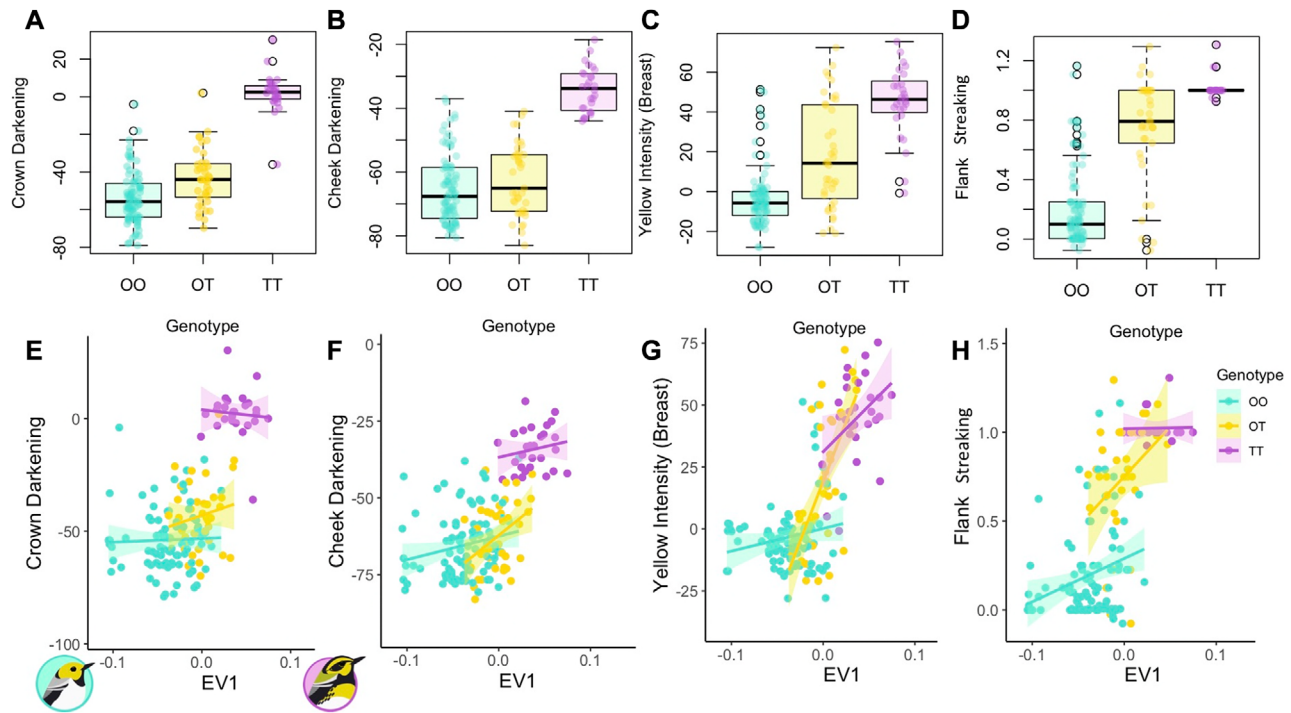 A
Crown Darkening
20
0
-40
-80
OO OT TT
Genotype
B
Cheek Darkening
-20
-40
-60
-80
OO OT TT
Genotype
C
Yellow Intensity (Breast)
60
40
20
0
-20
OO OT TT
Genotype
D
Flank Streaking
1.2
0.8
0.4
0.0
OO OT TT
Genotype
E
Crown Darkening
0
-50
-100
-0.1 0.0 0.1
EV1
F
Cheek Darkening
0
-25
-50
-75
-0.1 0.0 0.1
EV1
G
Yellow Intensity (Breast)
75
50
25
0
-25
-0.1 0.0 0.1
EV1
H
Flank Streaking
1.5
1.0
0.5
0.0
-0.1 0.0 0.1
EV1
Genotype
OO
OT
TT